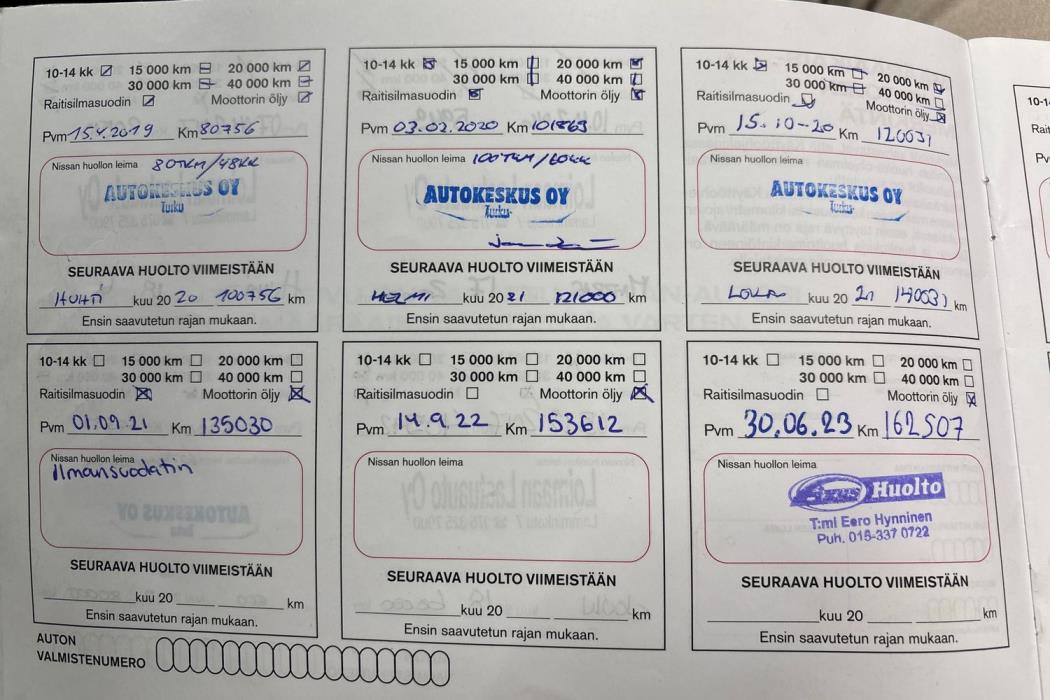 10-14 kk 15 000 km 20 000 km
30 000 km 40 000 km
Raitisilmasuodin Moottorin öljy
Pvm 15.4.2019 Km 80756
Nissan huollon leima 80TKM/48KK
AUTOKESKUS OY
Turku
SEURAAVA HUOLTO VIIMEISTÄÄN
HUHTI kuu 20 20 100756 km
Ensin saavutetun rajan mukaan.
10-14 kk 15 000 km 20 000 km
30 000 km 40 000 km
Raitisilmasuodin Moottorin öljy
Pvm 03.02.2020 Km 101863
Nissan huollon leima 100TKM/60KK
AUTOKESKUS OY
Turku
SEURAAVA HUOLTO VIIMEISTÄÄN
HELMI kuu 20 21 121000 km
Ensin saavutetun rajan mukaan.
10-14 kk 15 000 km 20 000 km
30 000 km 40 000 km
Raitisilmasuodin Moottorin öljy
Pvm 15.10-20 Km 120031
Nissan huollon leima
AUTOKESKUS OY
Turku
SEURAAVA HUOLTO VIIMEISTÄÄN
LOKA kuu 20 21 140031 km
Ensin saavutetun rajan mukaan.
10-14 kk 15 000 km 20 000 km
30 000 km 40 000 km
Raitisilmasuodin Moottorin öljy
Pvm 01.09.21 Km 135030
Nissan huollon leima
Ilmansuodatin
SEURAAVA HUOLTO VIIMEISTÄÄN
kuu 20 km
Ensin saavutetun rajan mukaan.
10-14 kk 15 000 km 20 000 km
30 000 km 40 000 km
Raitisilmasuodin Moottorin öljy
Pvm 14.9.22 Km 153612
Nissan huollon leima
SEURAAVA HUOLTO VIIMEISTÄÄN
kuu 20 km
Ensin saavutetun rajan mukaan.
10-14 kk 15 000 km 20 000 km
30 000 km 40 000 km
Raitisilmasuodin Moottorin öljy
Pvm 30.06.23 Km 162507
Nissan huollon leima
Huolto
T:mi Eero Hynninen
Puh. 015-337 0722
SEURAAVA HUOLTO VIIMEISTÄÄN
kuu 20 km
Ensin saavutetun rajan mukaan.
AUTON
VALMISTENUMERO